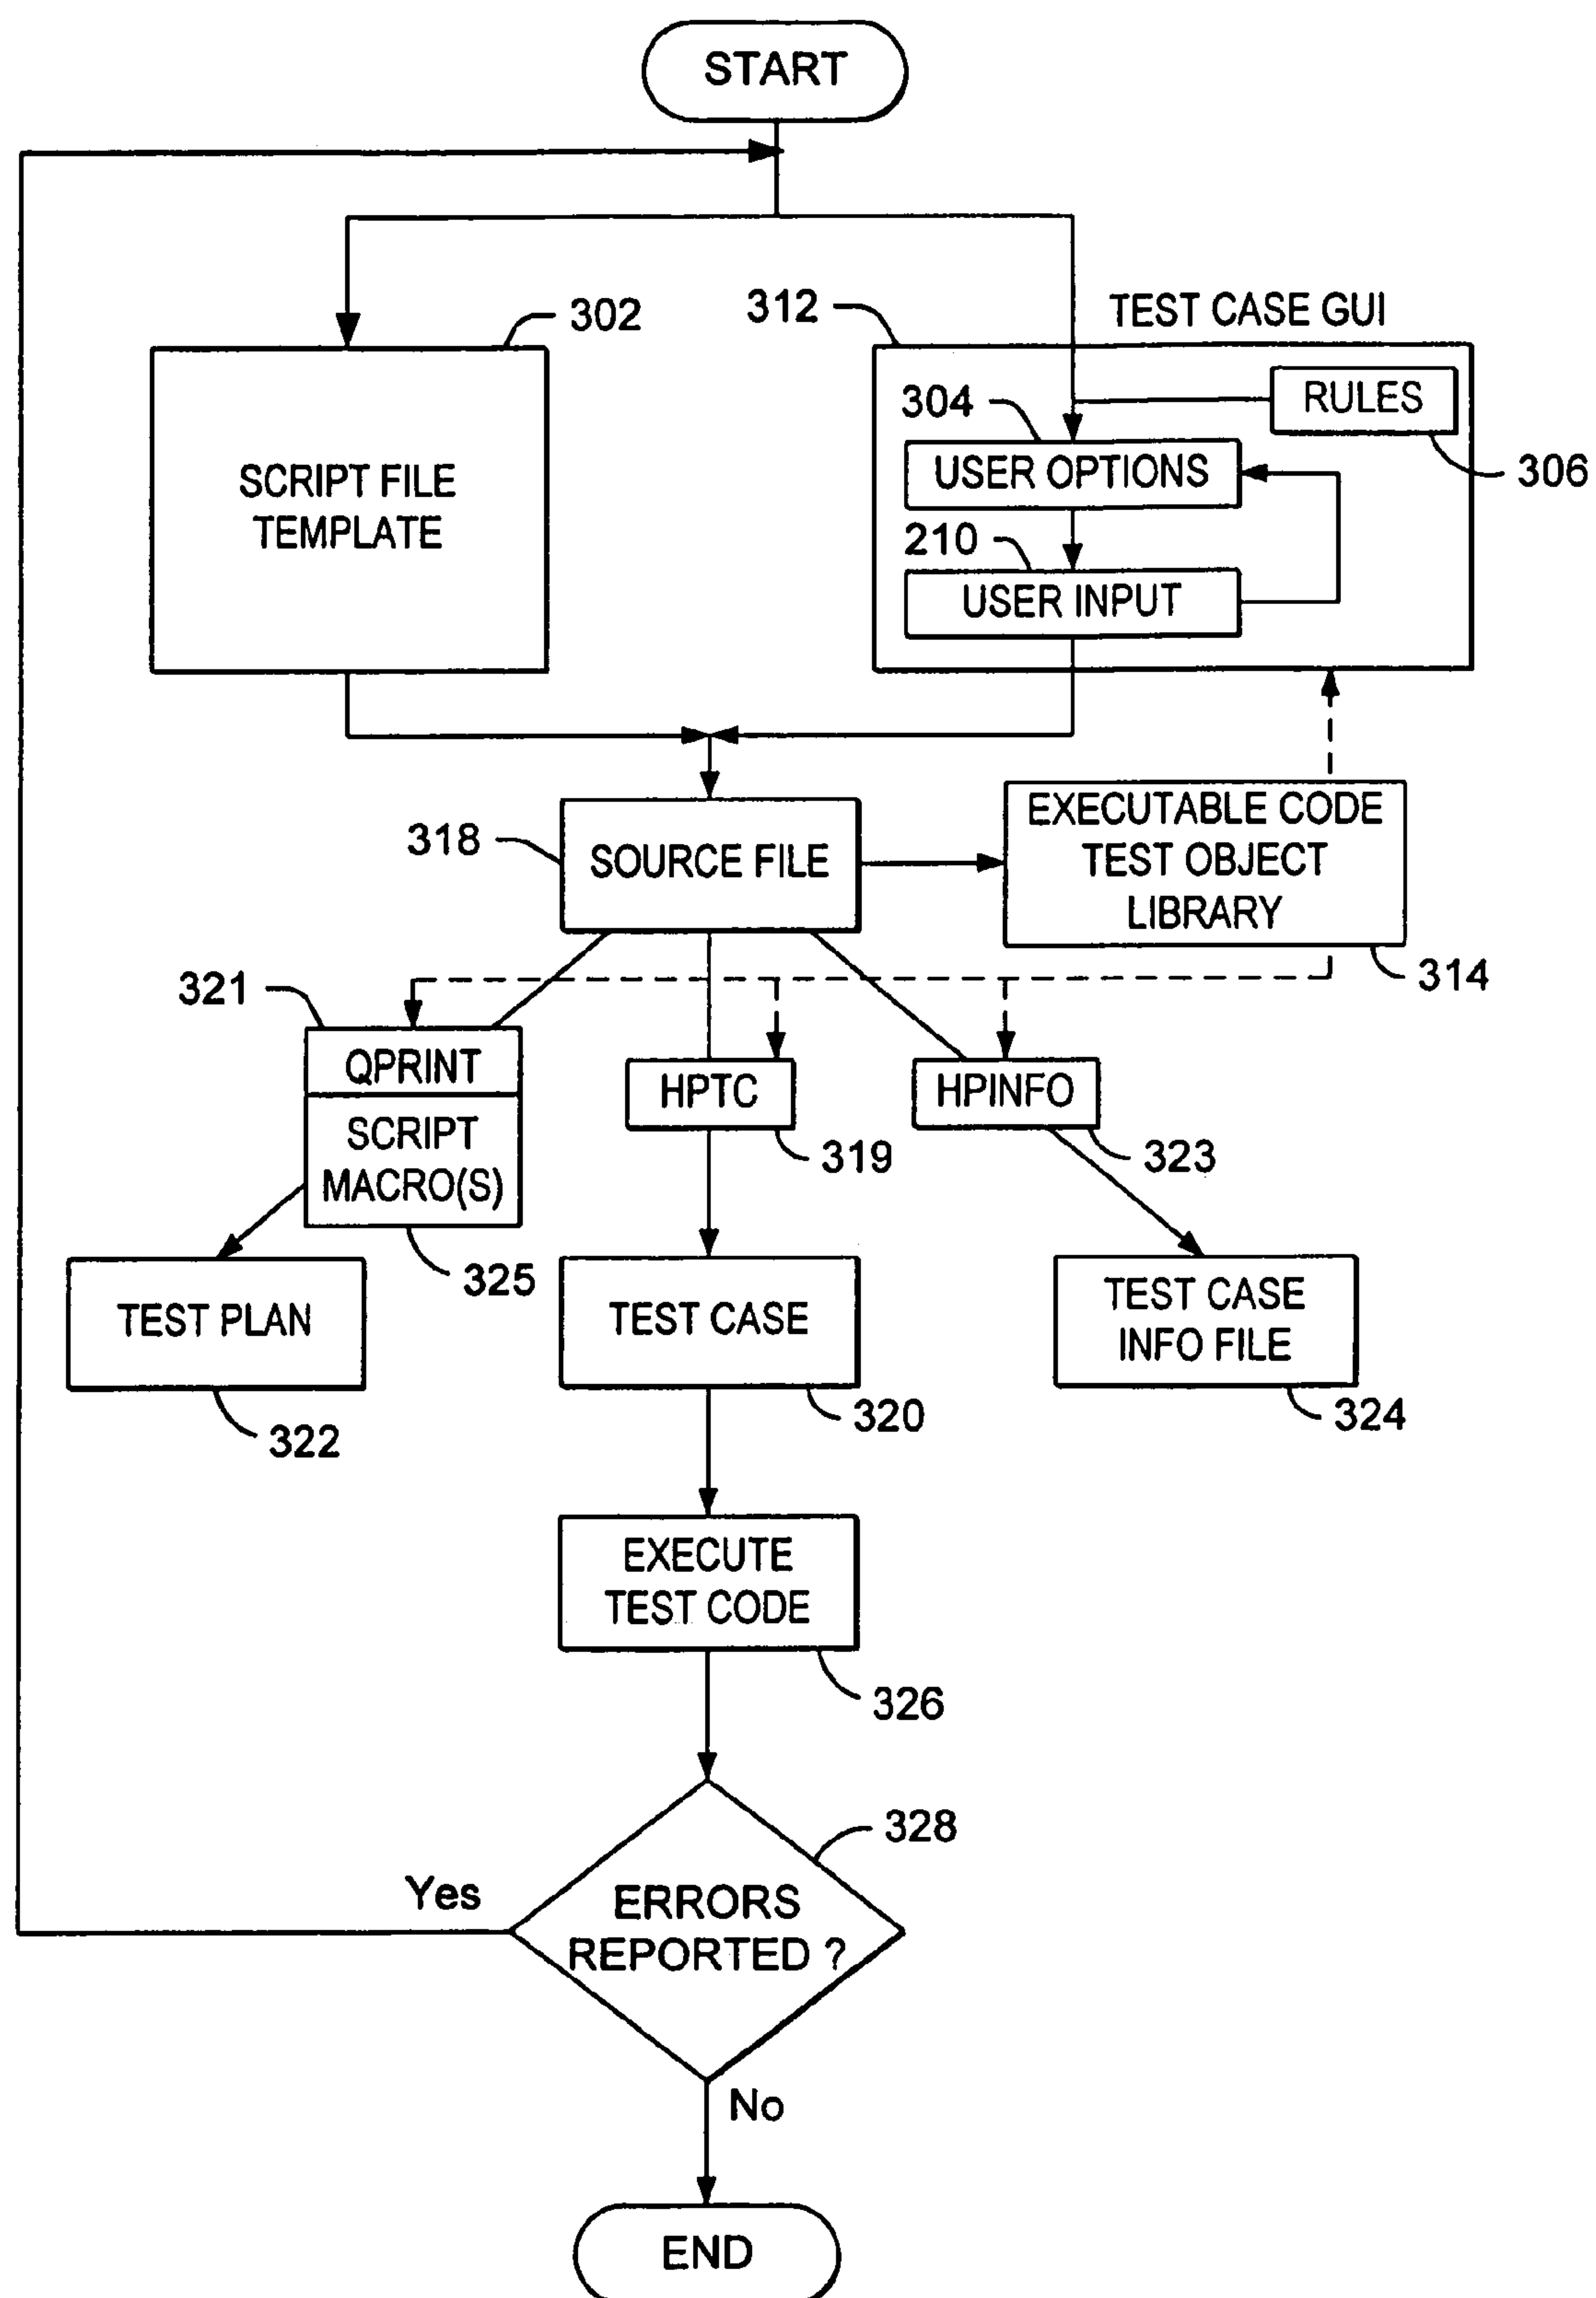 START
302
312
TEST CASE GUI
SCRIPT FILE
TEMPLATE
RULES
304
306
USER OPTIONS
210
USER INPUT
318
SOURCE FILE
EXECUTABLE CODE
TEST OBJECT
LIBRARY
314
321
QPRINT
SCRIPT
MACRO(S)
325
HPTC
319
HPINFO
323
TEST PLAN
322
TEST CASE
320
TEST CASE
INFO FILE
324
EXECUTE
TEST CODE
326
328
Yes
ERRORS
REPORTED ?
No
END